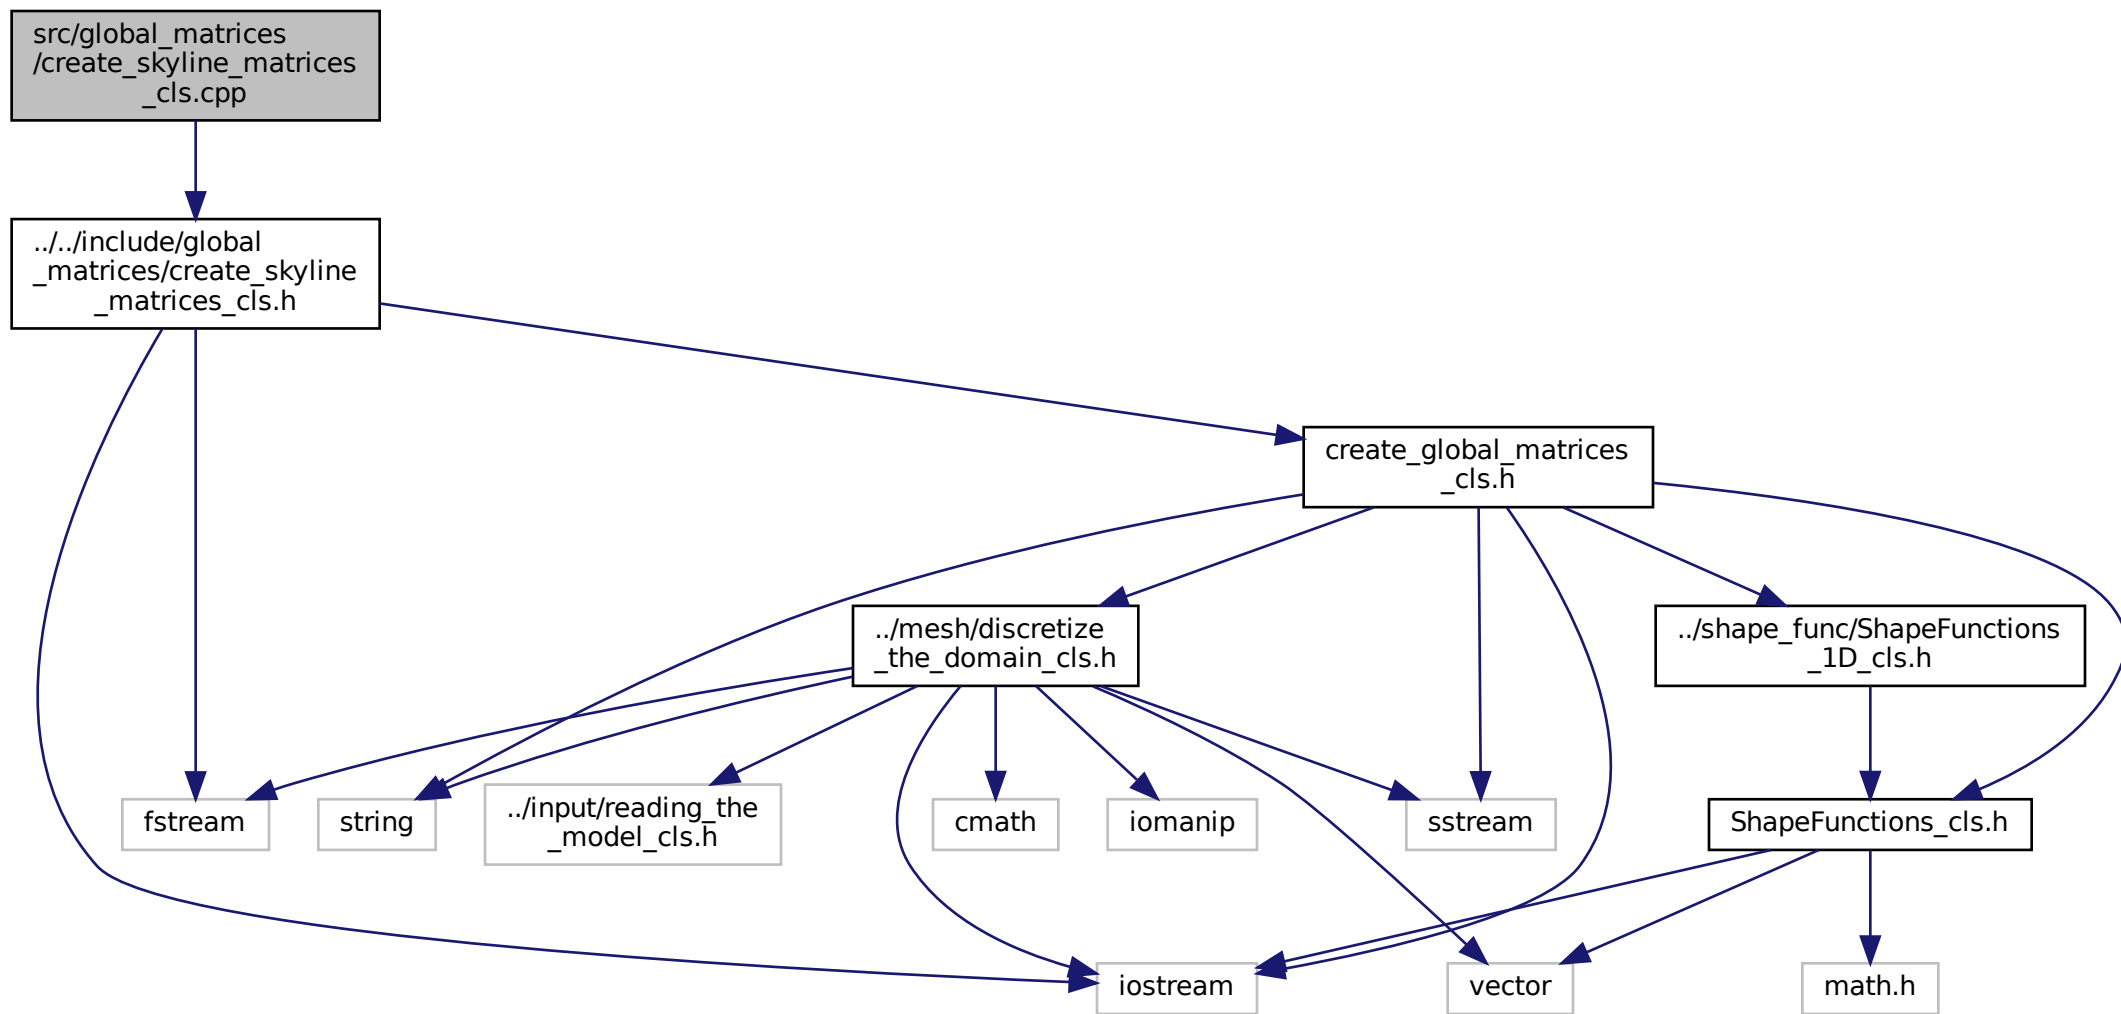 src/global_matrices
/create_skyline_matrices
_cls.cpp
../../include/global
_matrices/create_skyline
_matrices_cls.h
create_global_matrices
_cls.h
../mesh/discretize
_the_domain_cls.h
../shape_func/ShapeFunctions
_1D_cls.h
fstream
string
../input/reading_the
_model_cls.h
cmath
iomanip
sstream
ShapeFunctions_cls.h
iostream
vector
math.h